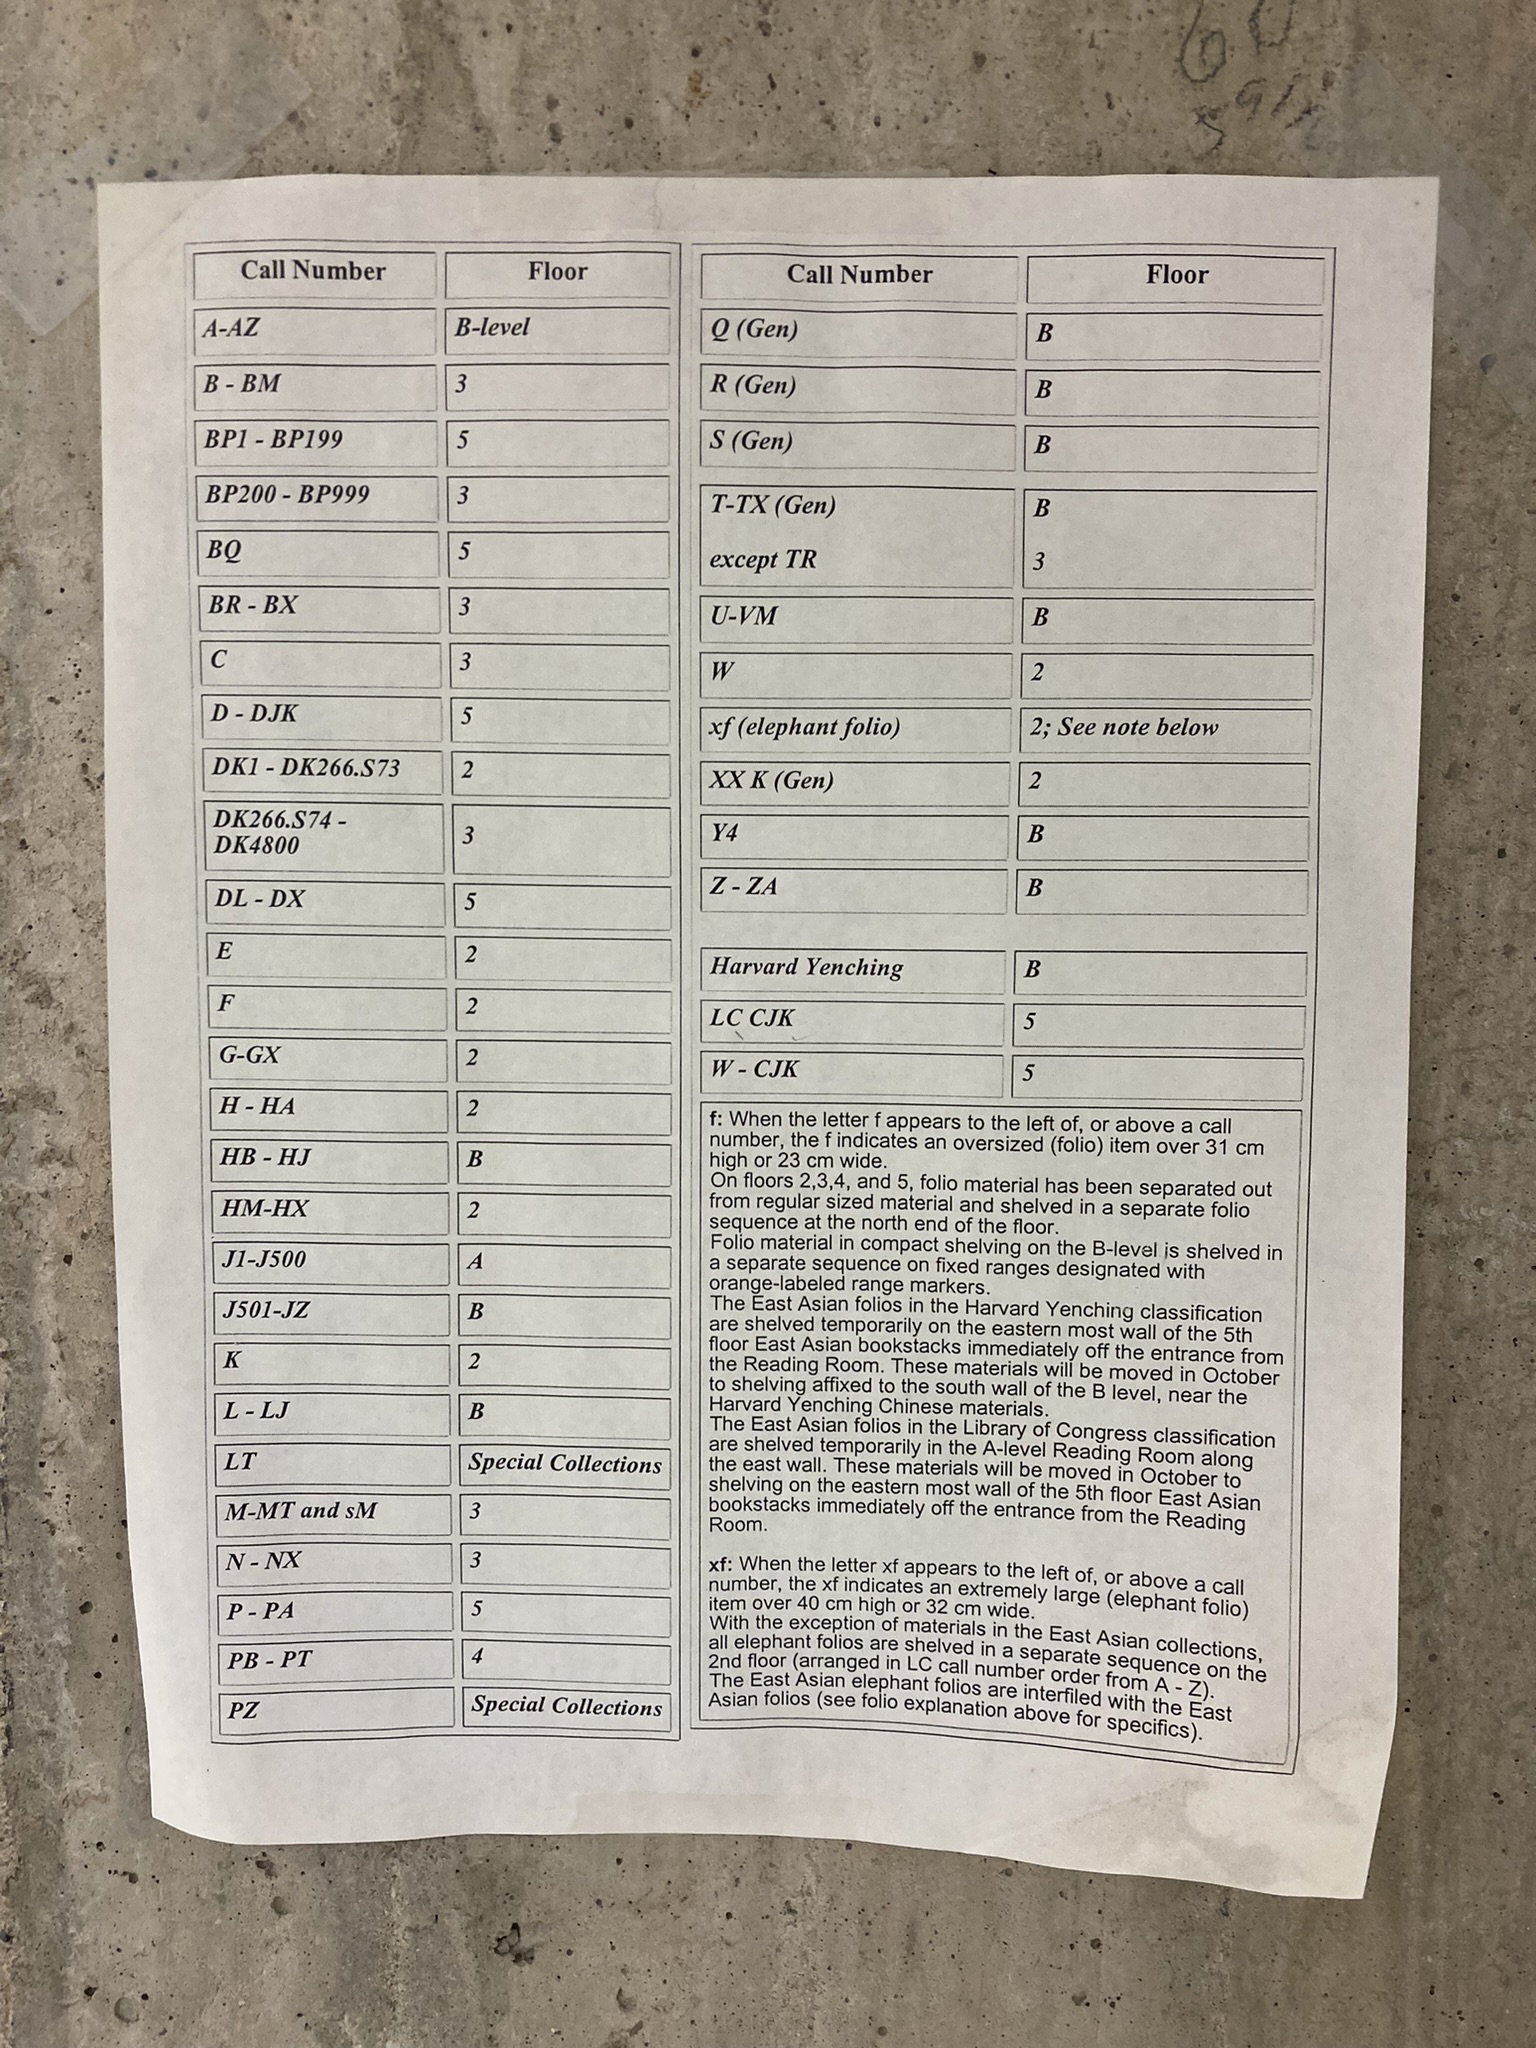 Call Number Floor
A-AZ B-level
B - BM 3
BP1 - BP199 5
BP200 - BP999 3
BQ 5
BR - BX 3
C 3
D - DJK 5
DK1 - DK266.S73 2
DK266.S74 -
DK4800 3
DL - DX 5
E 2
F 2
G-GX 2
H - HA 2
HB - HJ B
HM-HX 2
J1-J500 A
J501-JZ B
K 2
L - LJ B
LT Special Collections
M-MT and sM 3
N - NX 3
P - PA 5
PB - PT 4
PZ Special Collections
Call Number Floor
Q (Gen) B
R (Gen) B
S (Gen) B
T-TX (Gen) B
except TR 3
U-VM B
W 2
xf (elephant folio) 2; See note below
XX K (Gen) 2
Y4 B
Z - ZA B
Harvard Yenching B
LC CJK 5
W - CJK 5
f: When the letter f appears to the left of, or above a call
number, the f indicates an oversized (folio) item over 31 cm
high or 23 cm wide.
On floors 2,3,4, and 5, folio material has been separated out
from regular sized material and shelved in a separate folio
sequence at the north end of the floor.
Folio material in compact shelving on the B-level is shelved in
a separate sequence on fixed ranges designated with
orange-labeled range markers.
The East Asian folios in the Harvard Yenching classification
are shelved temporarily on the eastern most wall of the 5th
floor East Asian bookstacks immediately off the entrance from
the Reading Room. These materials will be moved in October
to shelving affixed to the south wall of the B level, near the
Harvard Yenching Chinese materials.
The East Asian folios in the Library of Congress classification
are shelved temporarily in the A-level Reading Room along
the east wall. These materials will be moved in October to
shelving on the eastern most wall of the 5th floor East Asian
bookstacks immediately off the entrance from the Reading
Room.
xf: When the letter xf appears to the left of, or above a call
number, the xf indicates an extremely large (elephant folio)
item over 40 cm high or 32 cm wide.
With the exception of materials in the East Asian collections,
all elephant folios are shelved in a separate sequence on the
2nd floor (arranged in LC call number order from A - Z).
The East Asian elephant folios are interfiled with the East
Asian folios (see folio explanation above for specifics).